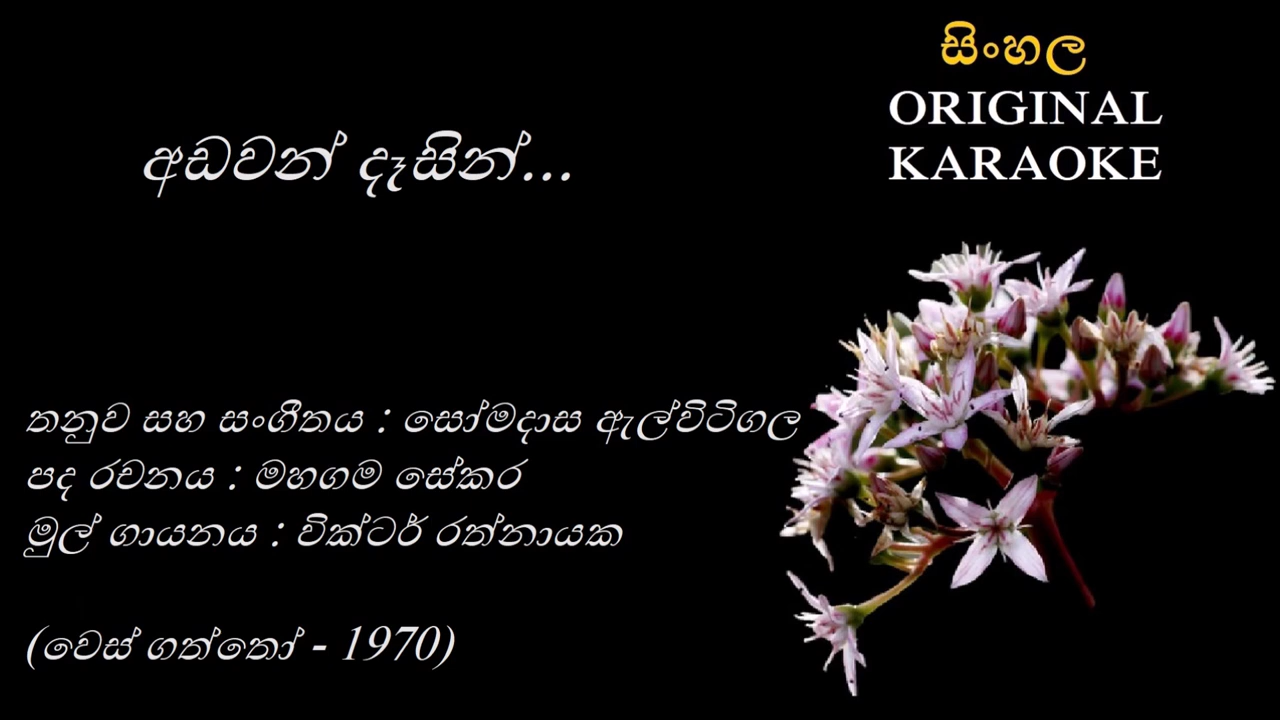 සිංහල
ORIGINAL
KARAOKE
අඩවන් දෑසින්...
තනුව සහ සංගීතය : සෝමදාස ඇල්විටිගල
පද රචනය : මහගම සේකර
මුල් ගායනය : වික්ටර් රත්නායක
(වෙස් ගත්තෝ - 1970)